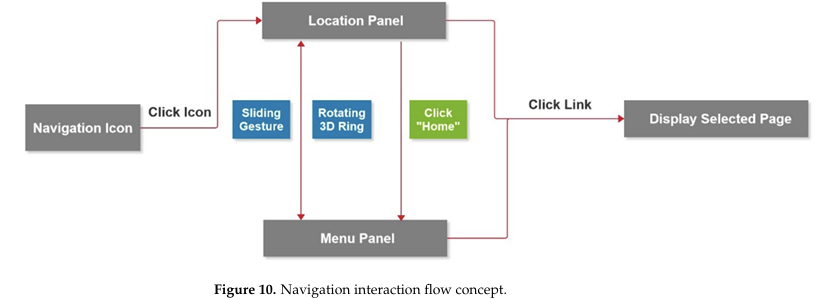 Location Panel
Click Icon
Sliding
Gesture
Rotating
3D Ring
Click
"Home"
Click Link
Navigation Icon
Display Selected Page
Menu Panel
Figure 10. Navigation interaction flow concept.